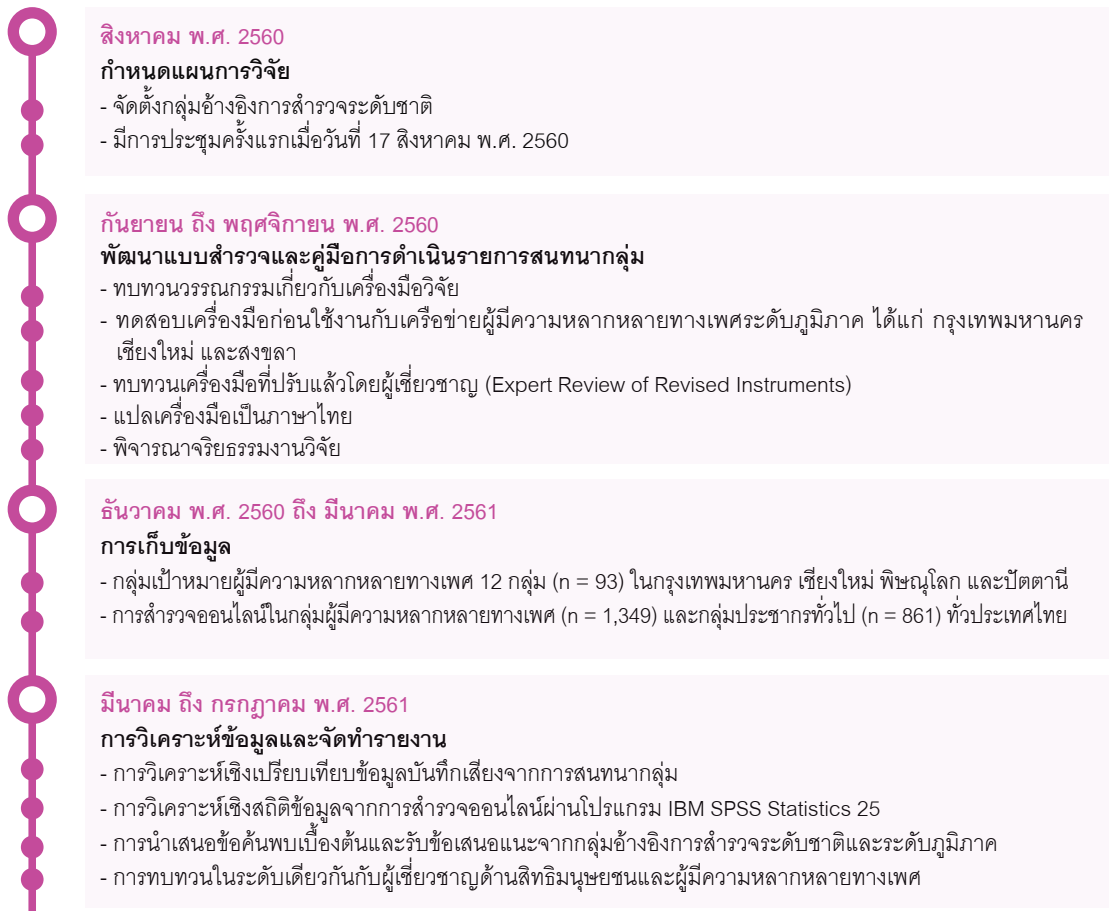 สิงหาคม พ.ศ. 2560
กำหนดแผนการวิจัย
- จัดตั้งกลุ่มอ้างอิงการสำรวจระดับชาติ
- มีการประชุมครั้งแรกเมื่อวันที่ 17 สิงหาคม พ.ศ. 2560
กันยายน ถึง พฤศจิกายน พ.ศ. 2560
พัฒนาแบบสำรวจและคู่มือการดำเนินรายการสนทนากลุ่ม
- ทบทวนวรรณกรรมเกี่ยวกับเครื่องมือวิจัย
- ทดสอบเครื่องมือก่อนใช้งานกับเครือข่ายผู้มีความหลากหลายทางเพศระดับภูมิภาค ได้แก่ กรุงเทพมหานคร
เชียงใหม่ และสงขลา
- ทบทวนเครื่องมือที่ปรับแล้วโดยผู้เชี่ยวชาญ (Expert Review of Revised Instruments)
- แปลเครื่องมือเป็นภาษาไทย
- พิจารณาจริยธรรมงานวิจัย
ธันวาคม พ.ศ. 2560 ถึง มีนาคม พ.ศ. 2561
การเก็บข้อมูล
- กลุ่มเป้าหมายผู้มีความหลากหลายทางเพศ 12 กลุ่ม (n = 93) ในกรุงเทพมหานคร เชียงใหม่ พิษณุโลก และปัตตานี
- การสำรวจออนไลน์ในกลุ่มผู้มีความหลากหลายทางเพศ (n = 1,349) และกลุ่มประชากรทั่วไป (n = 861) ทั่วประเทศไทย
มีนาคม ถึง กรกฎาคม พ.ศ. 2561
การวิเคราะห์ข้อมูลและจัดทำรายงาน
- การวิเคราะห์เชิงเปรียบเทียบข้อมูลบันทึกเสียงจากการสนทนากลุ่ม
- การวิเคราะห์เชิงสถิติข้อมูลจากการสำรวจออนไลน์ผ่านโปรแกรม IBM SPSS Statistics 25
- การนำเสนอข้อค้นพบเบื้องต้นและรับข้อเสนอแนะจากกลุ่มอ้างอิงการสำรวจระดับชาติและระดับภูมิภาค
- การทบทวนในระดับเดียวกันกับผู้เชี่ยวชาญด้านสิทธิมนุษยชนและผู้มีความหลากหลายทางเพศ